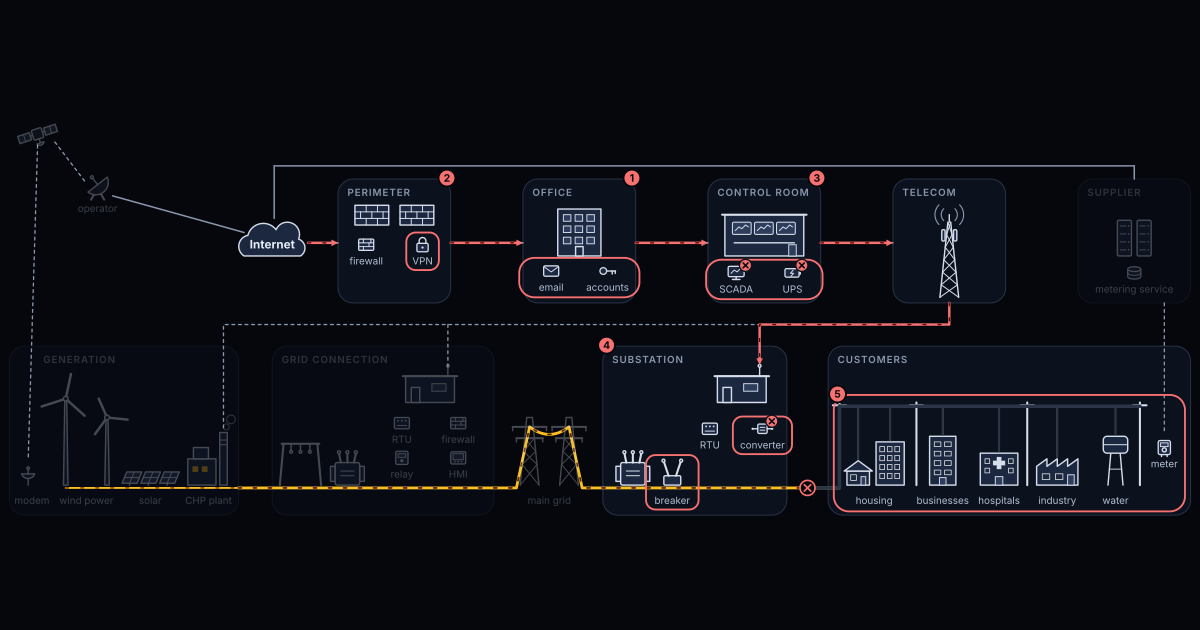 operator
Internet
2
PERIMETER
firewall
VPN
1
OFFICE
email
accounts
3
CONTROL ROOM
SCADA
UPS
TELECOM
SUPPLIER
metering service
GENERATION
modem
wind power
solar
CHP plant
GRID CONNECTION
RTU
firewall
relay
HMI
main grid
4
SUBSTATION
RTU
converter
breaker
CUSTOMERS
5
housing
businesses
hospitals
industry
water
meter